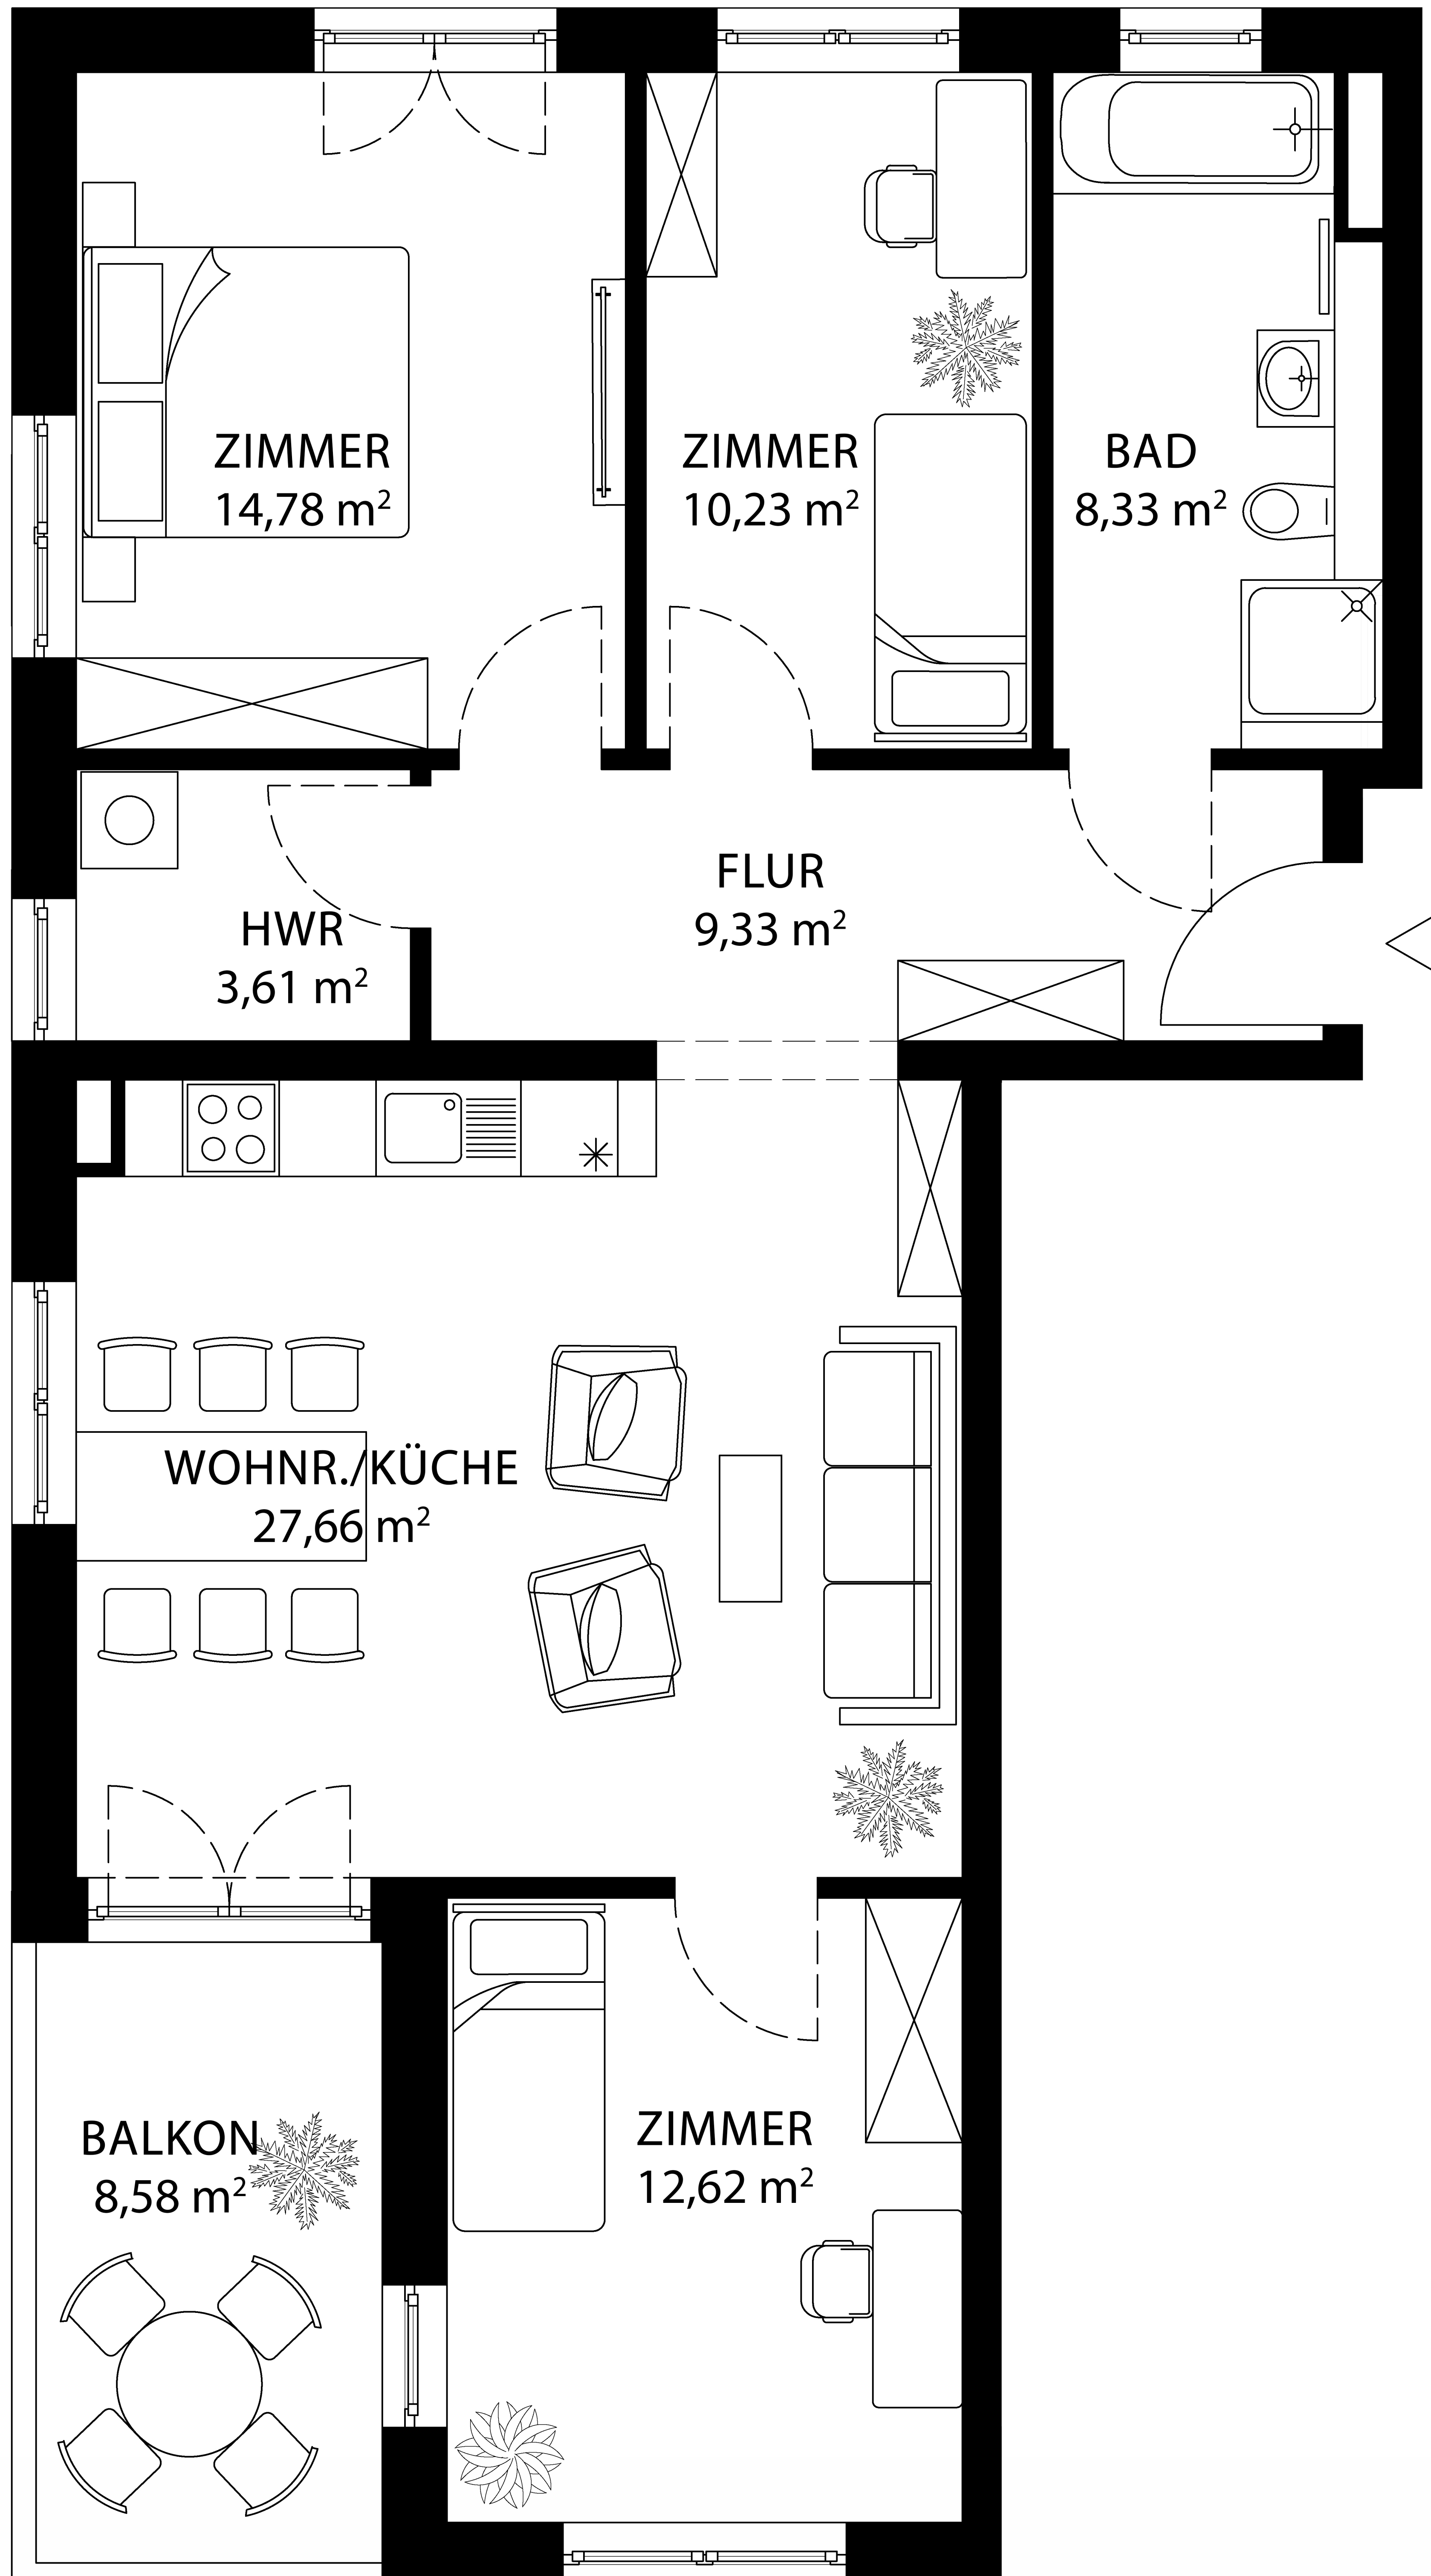 ZIMMER
14,78 m²
ZIMMER
10,23 m²
BAD
8,33 m²
FLUR
9,33 m²
HWR
3,61 m²
WOHNR./KÜCHE
27,66 m²
BALKON
8,58 m²
ZIMMER
12,62 m²